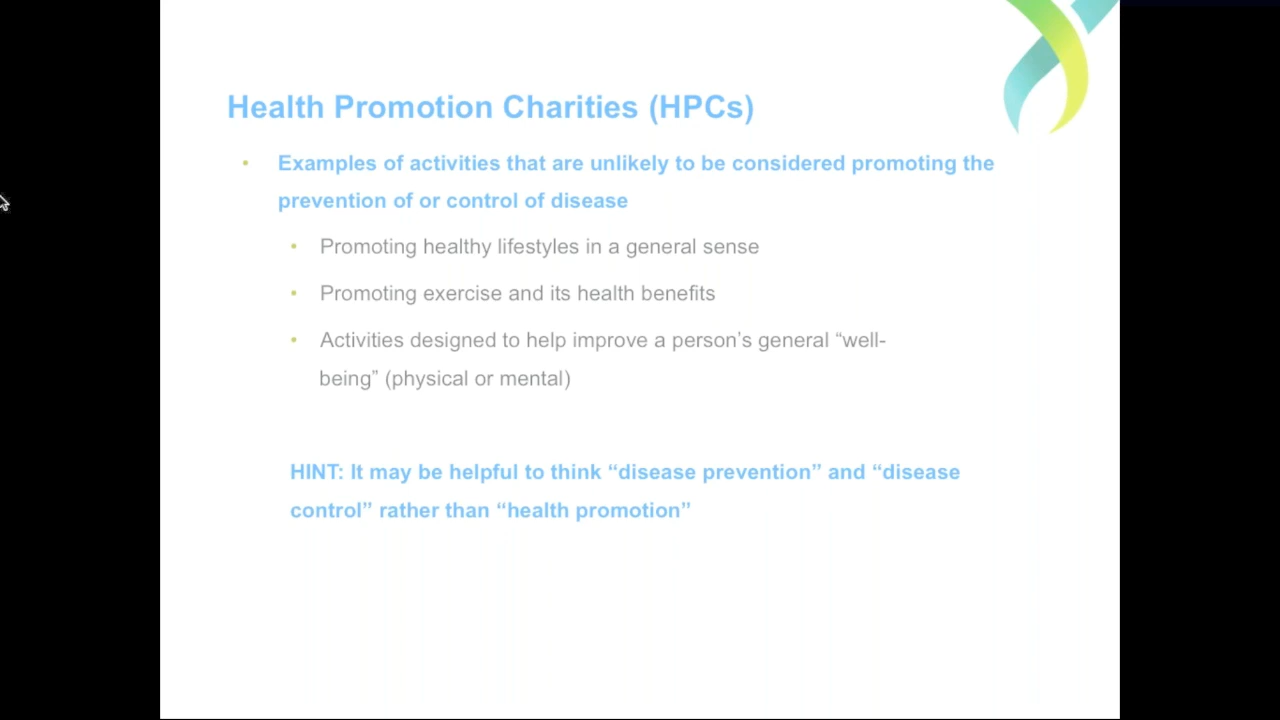 Health Promotion Charities (HPCs)
• Examples of activities that are unlikely to be considered promoting the
prevention of or control of disease
• Promoting healthy lifestyles in a general sense
• Promoting exercise and its health benefits
• Activities designed to help improve a person’s general “well-
being” (physical or mental)
HINT: It may be helpful to think “disease prevention” and “disease
control” rather than “health promotion”